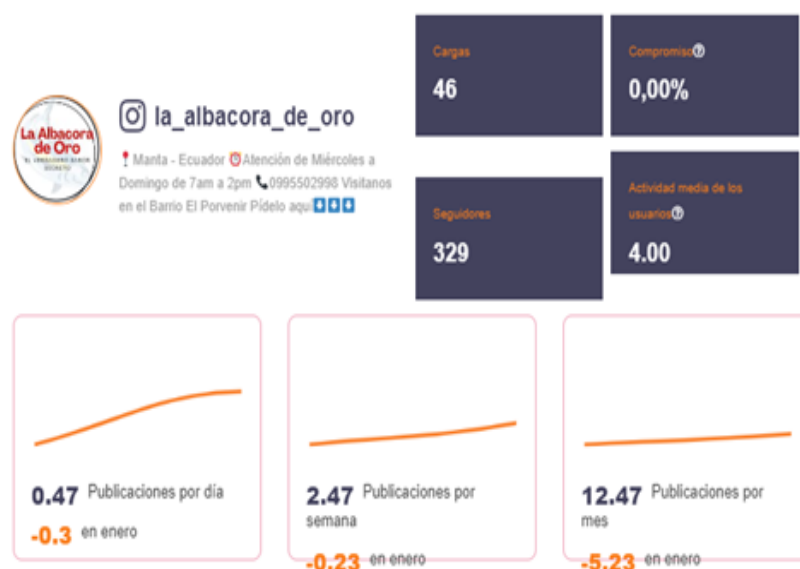 La Albacora
de Oro
la_albacora_de_oro
📍Manta - Ecuador ⏰Atención de Miércoles a
Domingo de 7am a 2pm 📞0995502998 Visitanos
en el Barrio El Porvenir Pídelo aquí⬇️⬇️⬇️
Cargas
46
Compromiso?
0,00%
Seguidores
329
Actividad media de los
usuarios?
4.00
0.47 Publicaciones por día
-0.3 en enero
2.47 Publicaciones por
semana
-0.23 en enero
12.47 Publicaciones por
mes
-5.23 en enero